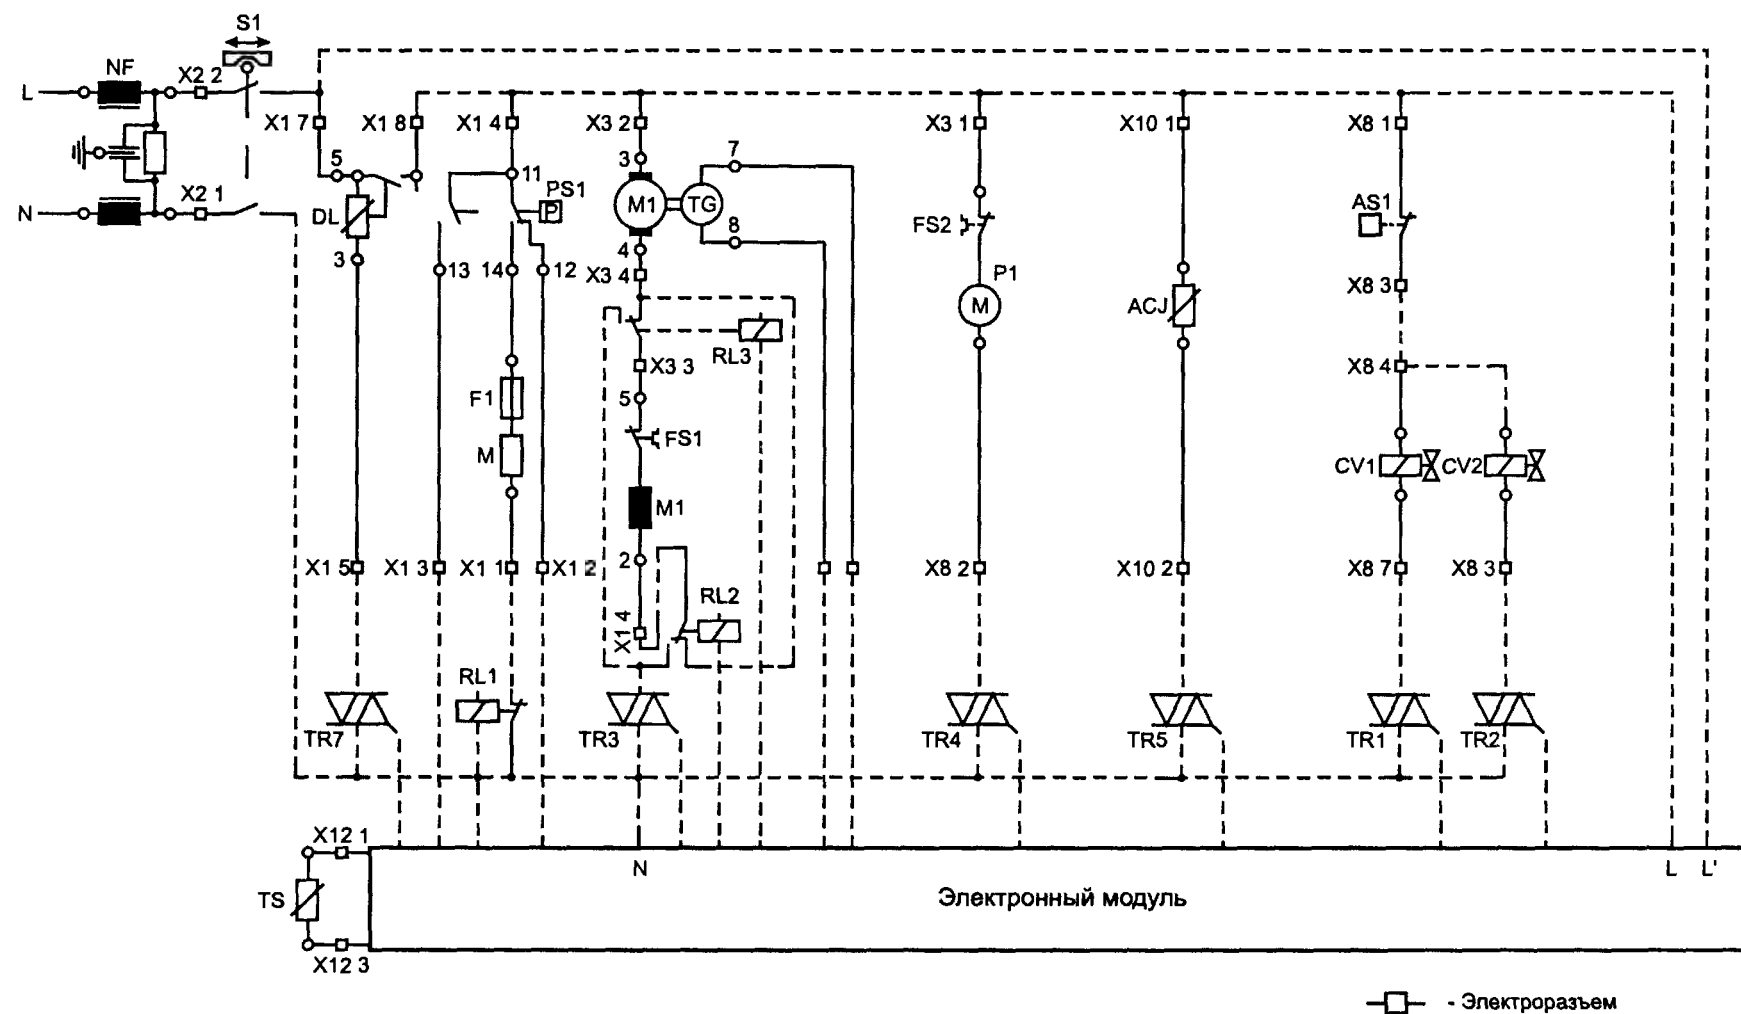 S1
NF
X2 2
L
X1 7
X1 8
X1 4
X3 2
X3 1
X10 1
X8 1
5
3
7
11
PS1
P
N
X2 1
DL
M1
TG
FS2
AS1
8
3
4
13
14
12
X3 4
P1
M
X8 3
ACJ
RL3
X3 3
X8 4
F1
5
FS1
M
CV1
CV2
M1
2
X1 5
X1 3
X1 1
X1 2
X8 2
X10 2
X8 7
X8 3
RL2
X1 4
RL1
TR7
TR3
TR4
TR5
TR1
TR2
X12 1
N
L
L'
TS
Электронный модуль
X12 3
- Электроразъем